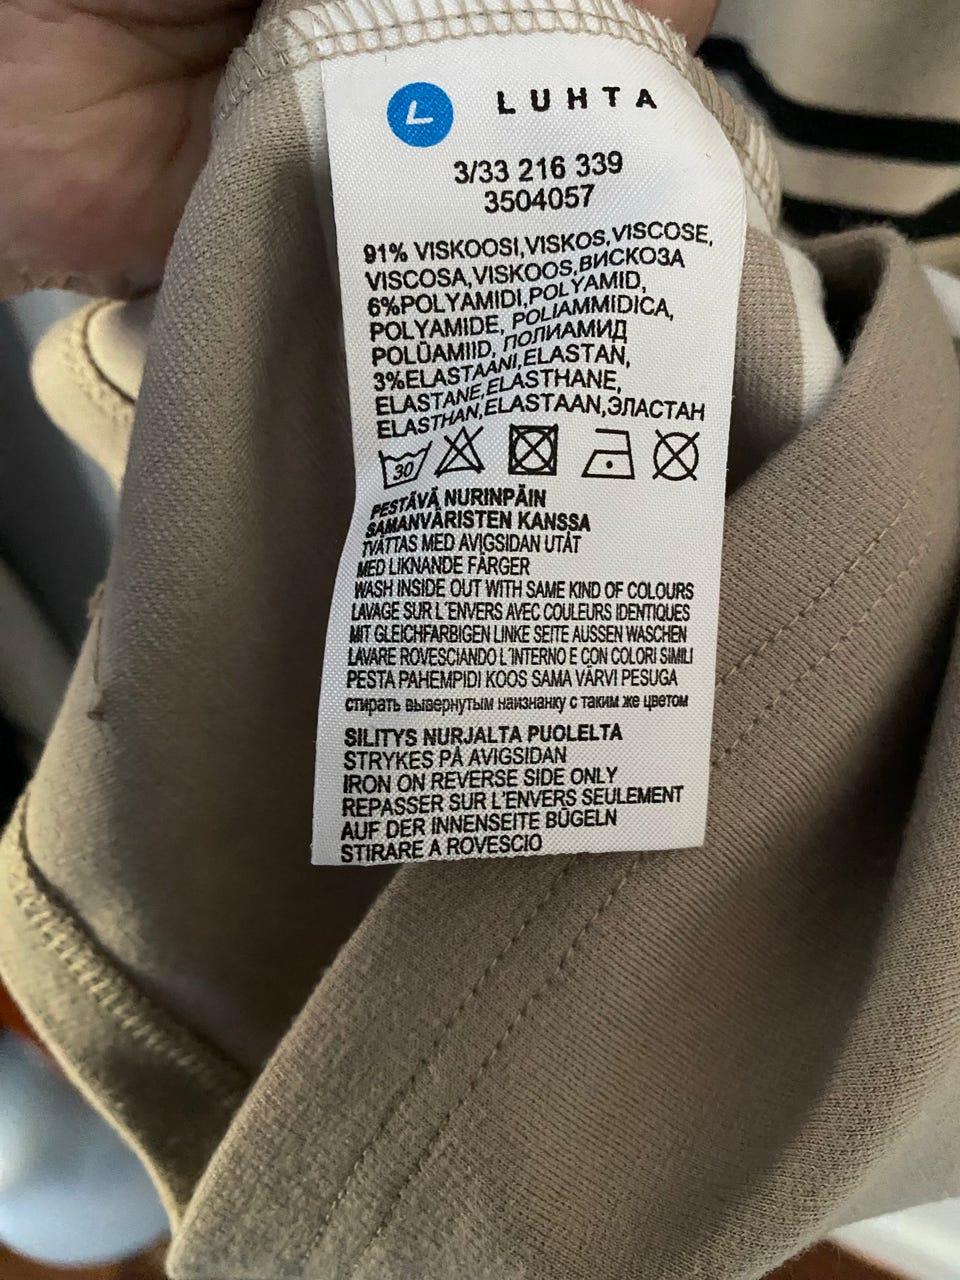 L LUHTA
3/33 216 339
3504057
91% VISKOOSI,VISKOS,VISCOSE,
VISCOSA,VISKOOS,ВИСКОЗА
6%POLYAMIDI,POLYAMID,
POLYAMIDE, POLIAMMIDICA,
POLÜAMIID, ПОЛИАМИД
3%ELASTAANI,ELASTAN,
ELASTANE,ELASTHANE,
ELASTHAN,ELASTAAN,ЭЛАСТАН
30
PESTÄVÄ NURINPÄIN
SAMANVÄRISTEN KANSSA
TVÄTTAS MED AVIGSIDAN UTÅT
MED LIKNANDE FÄRGER
WASH INSIDE OUT WITH SAME KIND OF COLOURS
LAVAGE SUR L'ENVERS AVEC COULEURS IDENTIQUES
MIT GLEICHFARBIGEN LINKE SEITE AUSSEN WASCHEN
LAVARE ROVESCIANDO L'INTERNO E CON COLORI SIMILI
PESTA PAHEMPIDI KOOS SAMA VÄRVI PESUGA
стирать вывернутым наизнанку с таким же цветом
SILITYS NURJALTA PUOLELTA
STRYKES PÅ AVIGSIDAN
IRON ON REVERSE SIDE ONLY
REPASSER SUR L'ENVERS SEULEMENT
AUF DER INNENSEITE BÜGELN
STIRARE A ROVESCIO